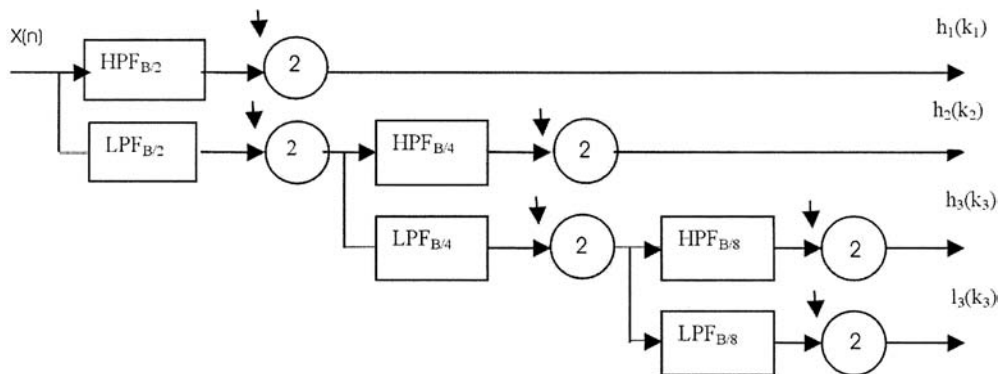 X(n)
HPF_B/2
2
h₁(k₁)
LPF_B/2
2
HPF_B/4
2
h₂(k₂)
LPF_B/4
2
HPF_B/8
2
h₃(k₃)
LPF_B/8
2
l₃(k₃)